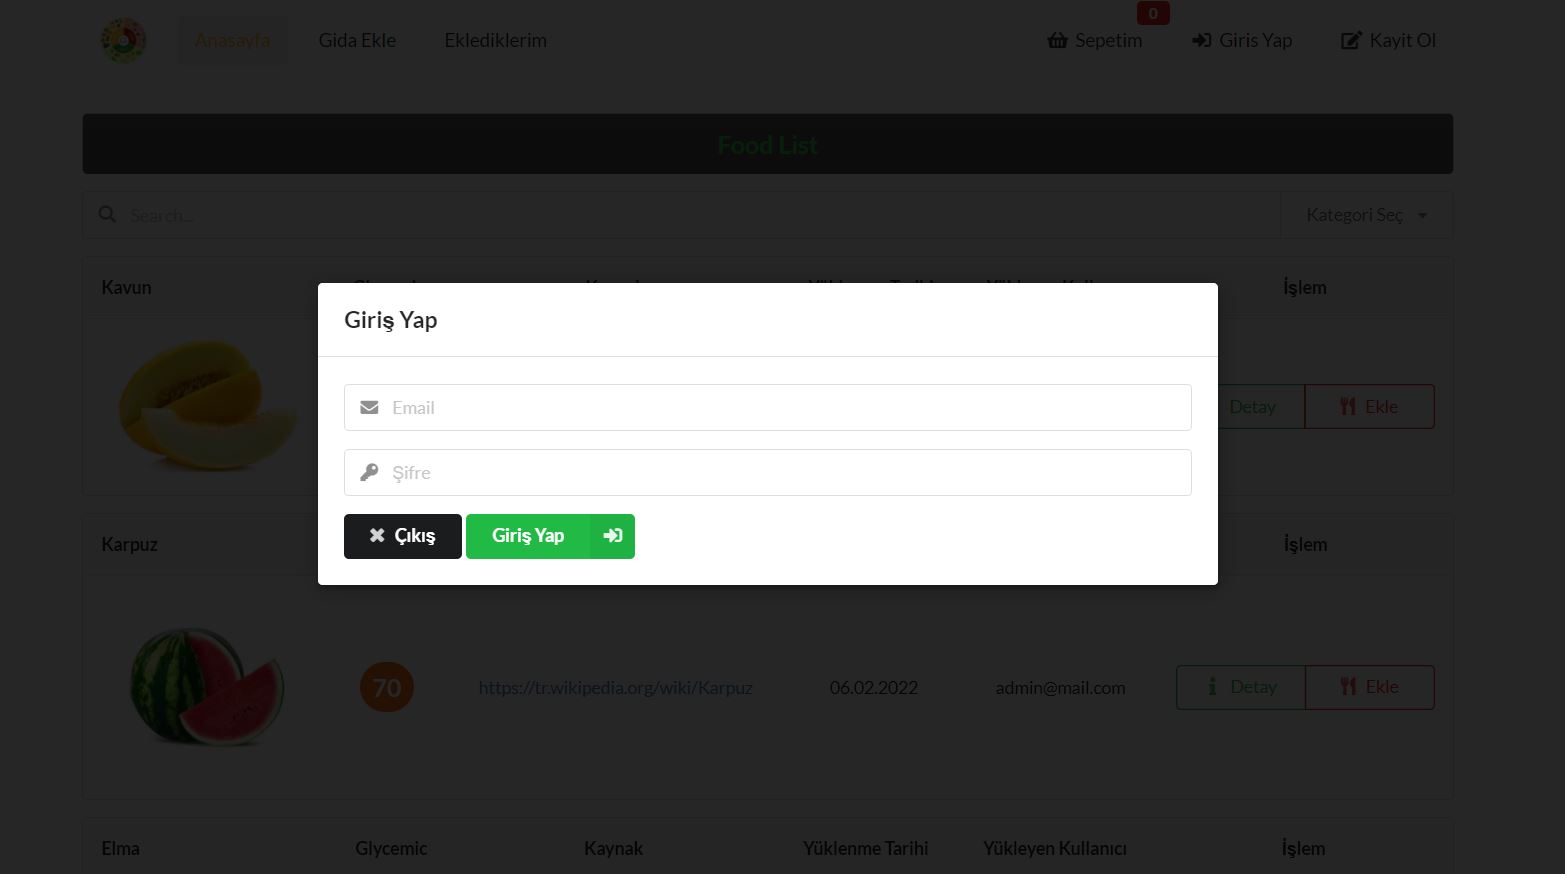 0
Anasayfa Gida Ekle Eklediklerim Sepetim Giris Yap Kayit Ol
Food List
Search... Kategori Seç
Kavun İşlem
Giriş Yap
Email
Detay Ekle
Şifre
Çıkış Giriş Yap
Karpuz İşlem
70 https://tr.wikipedia.org/wiki/Karpuz 06.02.2022 admin@mail.com Detay Ekle
Elma Glycemic Kaynak Yüklenme Tarihi Yükleyen Kullanıcı İşlem